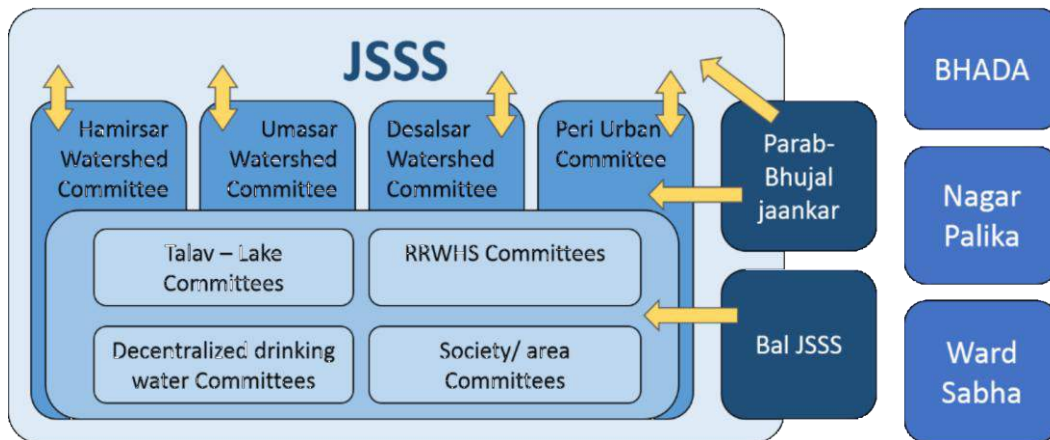 JSSS
Hamirsar
Watershed
Committee
Umasar
Watershed
Committee
Desalsar
Watershed
Committee
Peri Urban
Committee
Talav – Lake
Committees
RRWHS Committees
Decentralized drinking
water Committees
Society/ area
Committees
Parab-
Bhujal
jaankar
Bal JSSS
BHADA
Nagar
Palika
Ward
Sabha